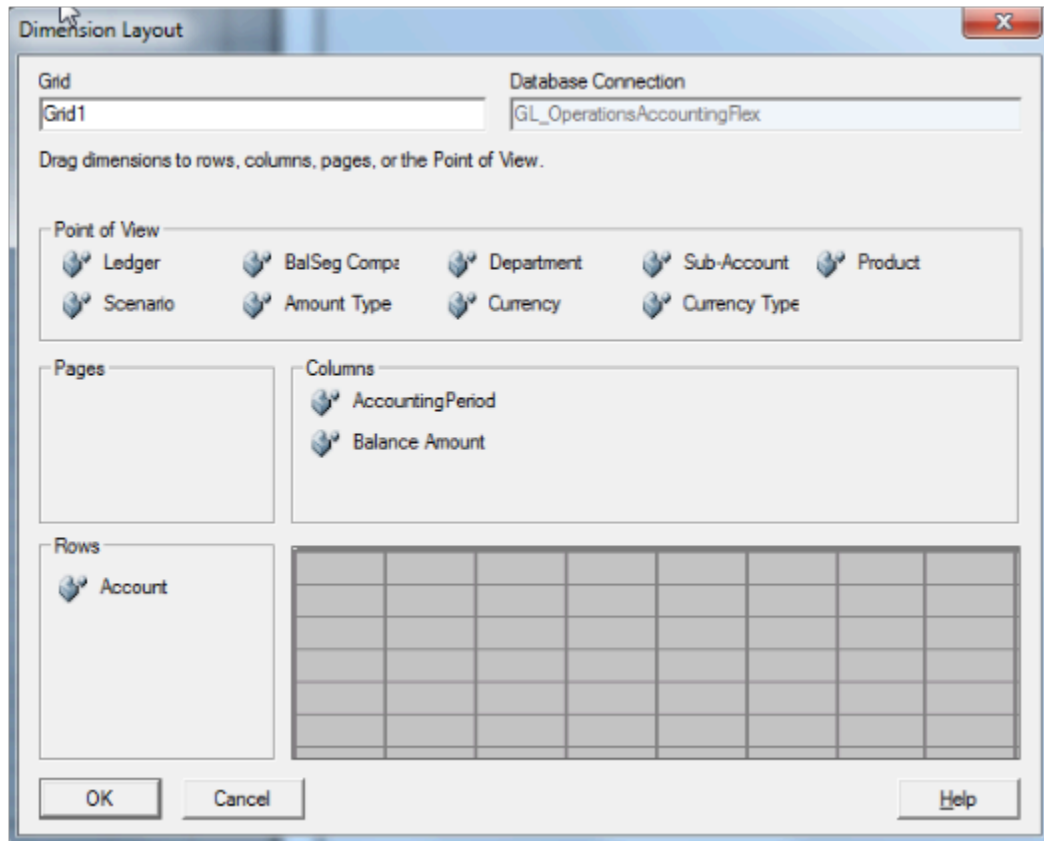 Dimension Layout
Grid Database Connection
Grid1 GL_OperationsAccountingFlex
Drag dimensions to rows, columns, pages, or the Point of View.
Point of View
Ledger BalSeg Compa Department Sub-Account Product
Scenario Amount Type Currency Currency Type
Pages Columns
AccountingPeriod
Balance Amount
Rows
Account
OK Cancel Help